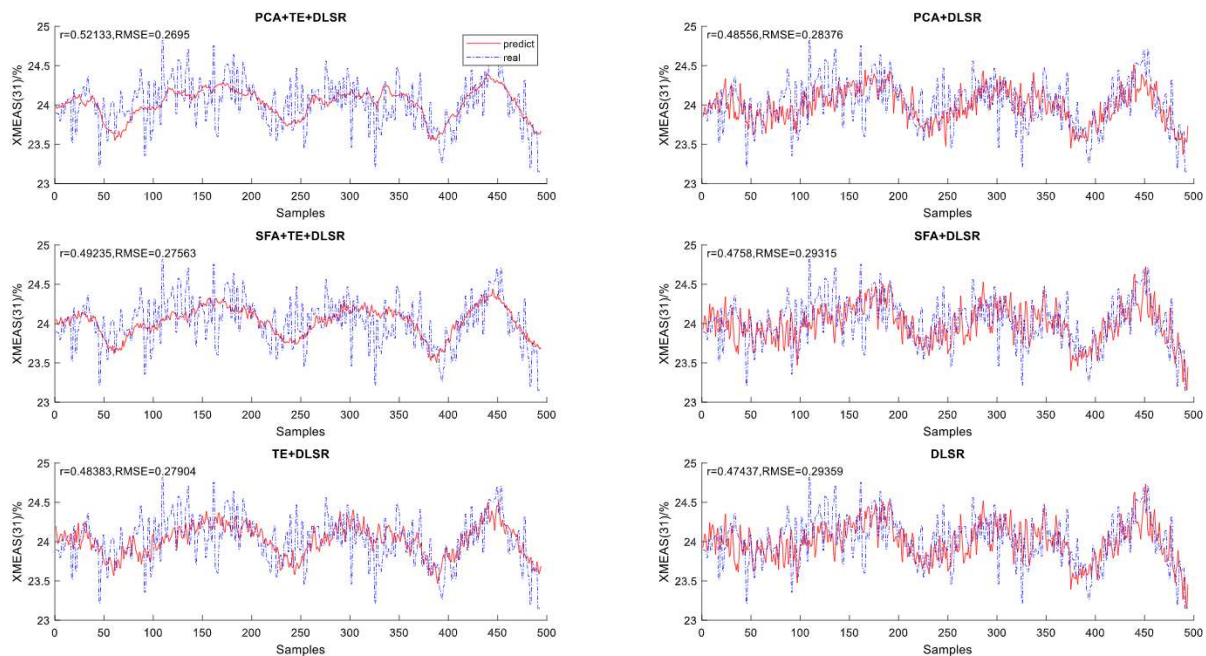 PCA+TE+DLSR
r=0.52133,RMSE=0.2695
predict
real
25
24.5
24
23.5
23
XMEAS(31)/%
0 50 100 150 200 250 300 350 400 450 500
Samples
PCA+DLSR
r=0.48556,RMSE=0.28376
25
24.5
24
23.5
23
XMEAS(31)/%
0 50 100 150 200 250 300 350 400 450 500
Samples
SFA+TE+DLSR
r=0.49235,RMSE=0.27563
25
24.5
24
23.5
23
XMEAS(31)/%
0 50 100 150 200 250 300 350 400 450 500
Samples
SFA+DLSR
r=0.4758,RMSE=0.29315
25
24.5
24
23.5
23
XMEAS(31)/%
0 50 100 150 200 250 300 350 400 450 500
Samples
TE+DLSR
r=0.48383,RMSE=0.27904
25
24.5
24
23.5
23
XMEAS(31)/%
0 50 100 150 200 250 300 350 400 450 500
Samples
DLSR
r=0.47437,RMSE=0.29359
25
24.5
24
23.5
23
XMEAS(31)/%
0 50 100 150 200 250 300 350 400 450 500
Samples